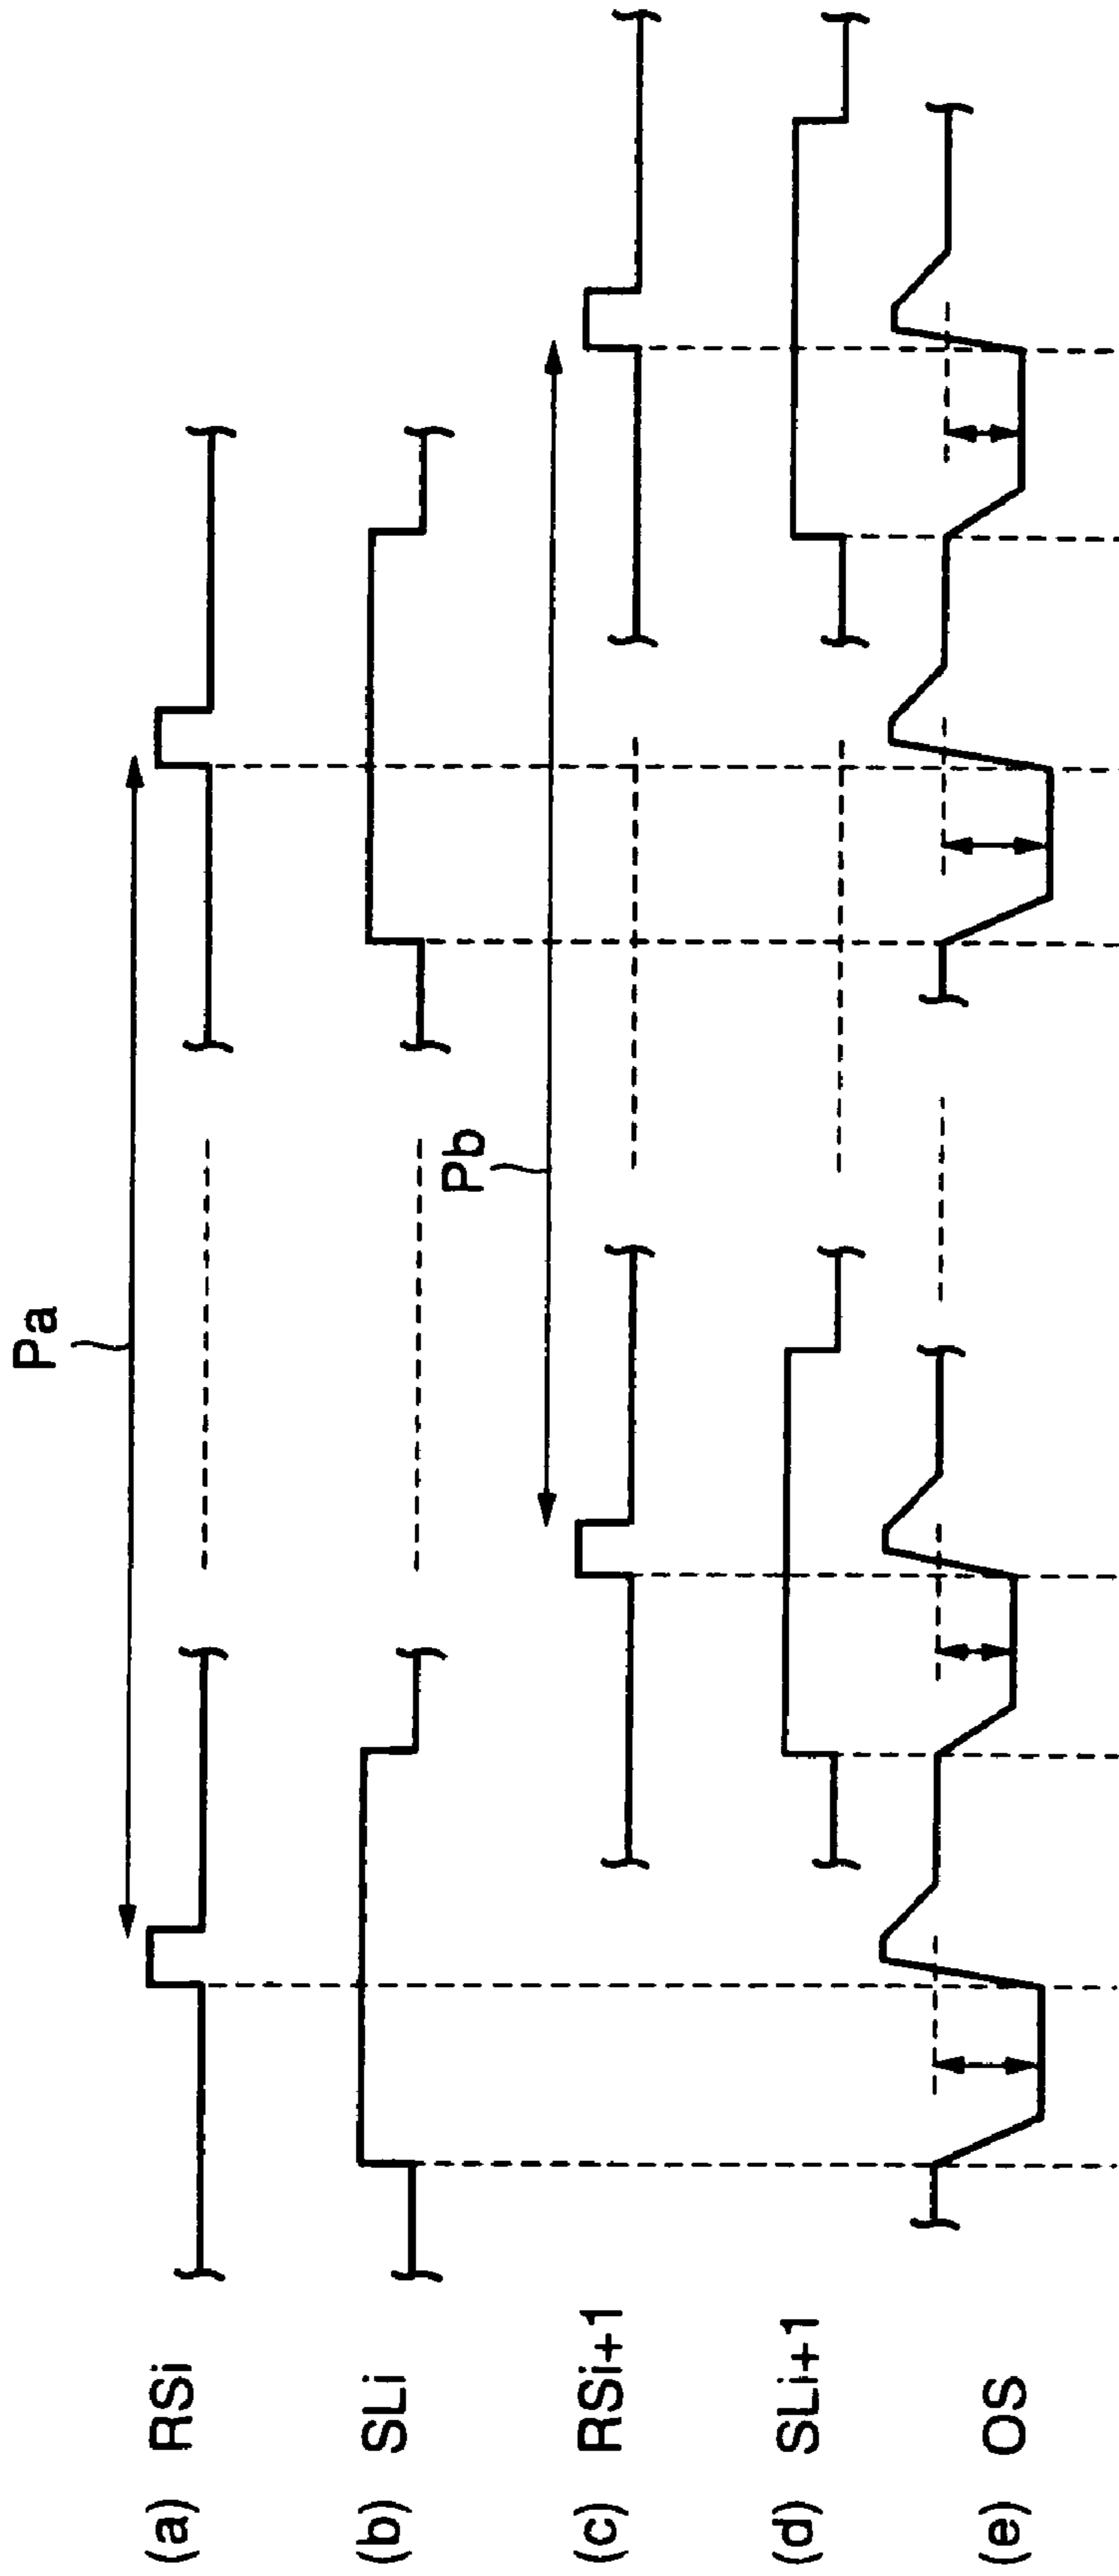 Pa
(a) RSi
(b) SLi
Pb
(c) RSi+1
(d) SLi+1
(e) OS